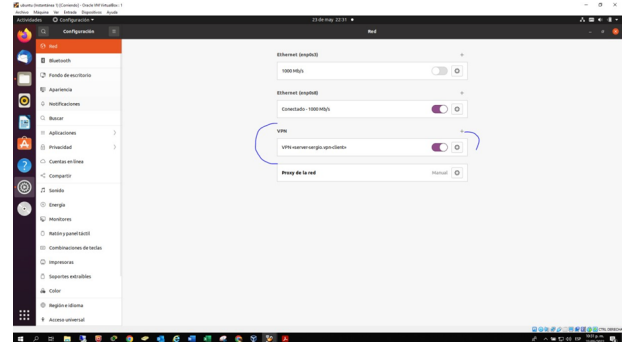 ubuntu (Instantánea 1) [Corriendo] - Oracle VM VirtualBox : 1
Archivo Máquina Ver Entrada Dispositivos Ayuda
Actividades Configuración
23 de may 22:31
Configuración
Red
Red
Bluetooth
Fondo de escritorio
Apariencia
Notificaciones
Buscar
Aplicaciones
Privacidad
Cuentas en línea
Compartir
Sonido
Energía
Monitores
Ratón y panel táctil
Combinaciones de teclas
Impresoras
Soportes extraíbles
Color
Región e idioma
Acceso universal
Ethernet (enp0s3)
1000 Mb/s
Ethernet (enp0s8)
Conectado - 1000 Mb/s
VPN
VPN «server-sergio.vpn-client»
Proxy de la red
Manual
CTRL DERECHA
ESP